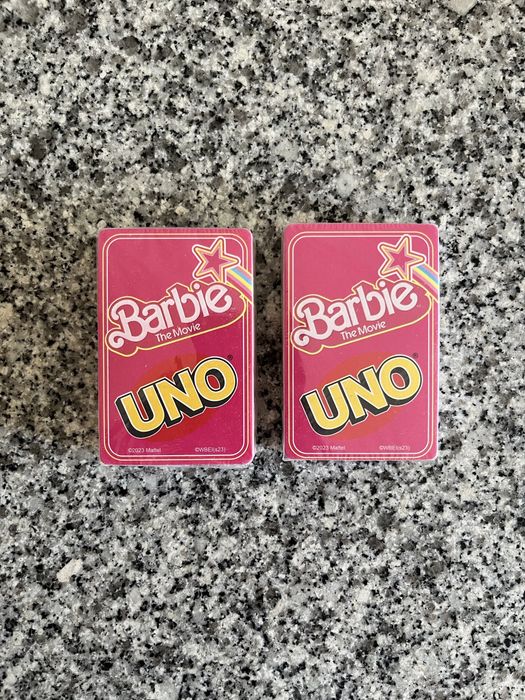 Barbie
The Movie
UNO®
©2023 Mattel ©WBEI(s23)
Barbie
The Movie
UNO®
©2023 Mattel ©WBEI(s23)